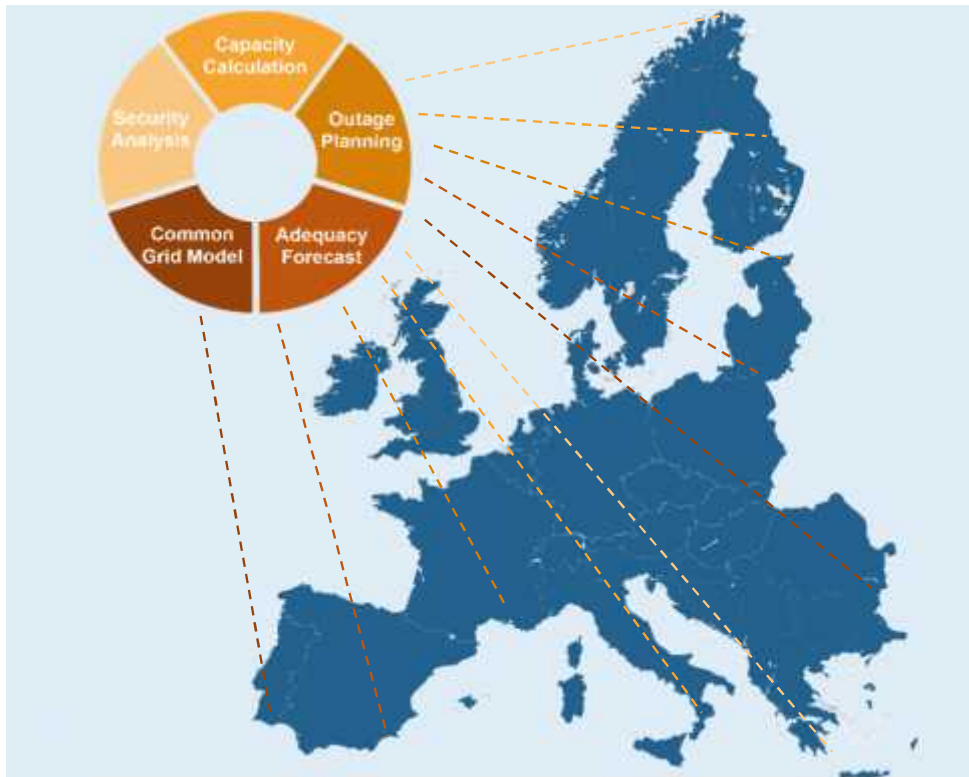 Capacity
Calculation
Outage
Planning
Adequacy
Forecast
Common
Grid Model
Security
Analysis